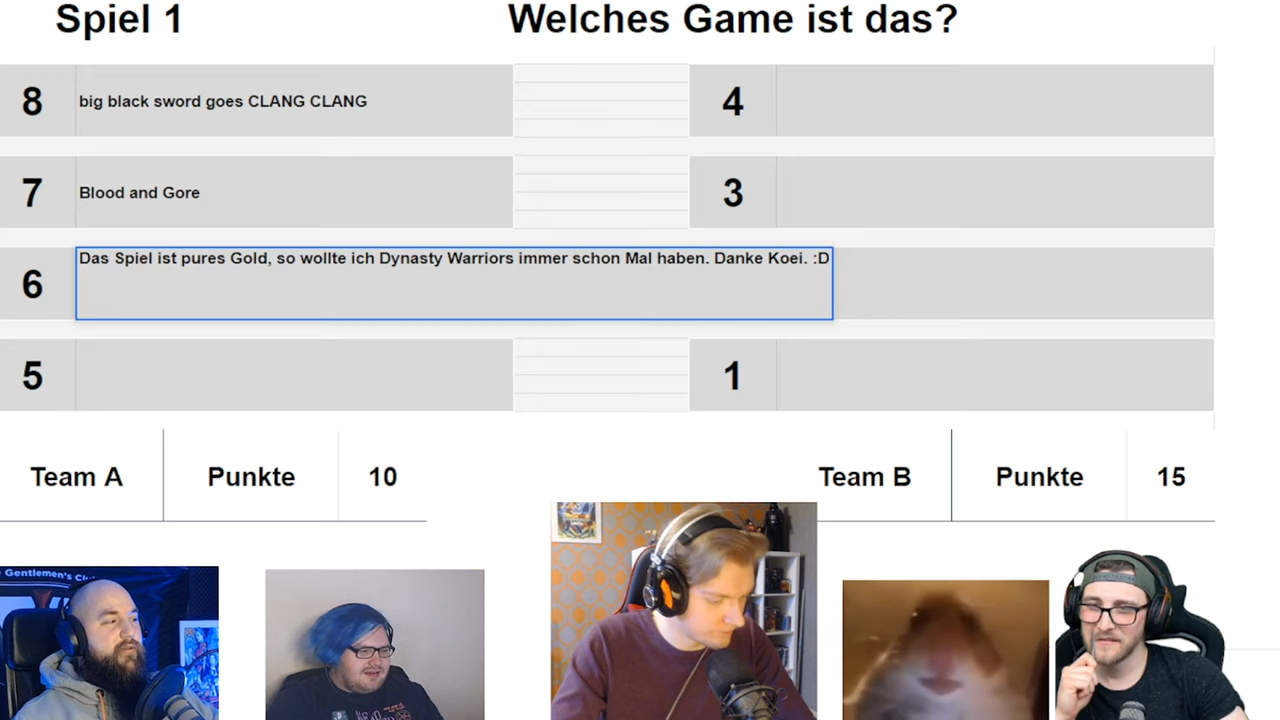 Spiel 1
Welches Game ist das?
8
big black sword goes CLANG CLANG
4
7
Blood and Gore
3
6
Das Spiel ist pures Gold, so wollte ich Dynasty Warriors immer schon Mal haben. Danke Koei. :D
5
1
Team A
Punkte
10
Team B
Punkte
15
Gentlemen's